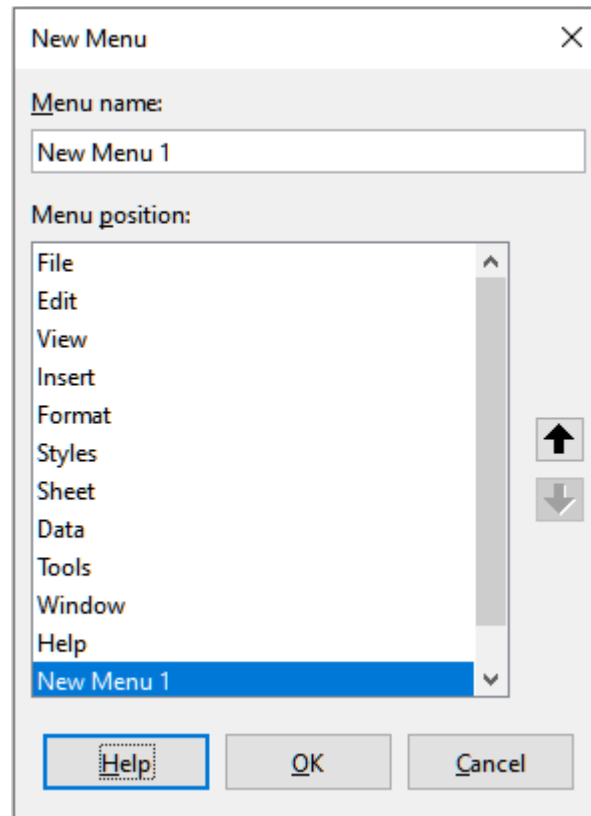 New Menu
Menu name:
New Menu 1
Menu position:
File
Edit
View
Insert
Format
Styles
Sheet
Data
Tools
Window
Help
New Menu 1
Help OK Cancel